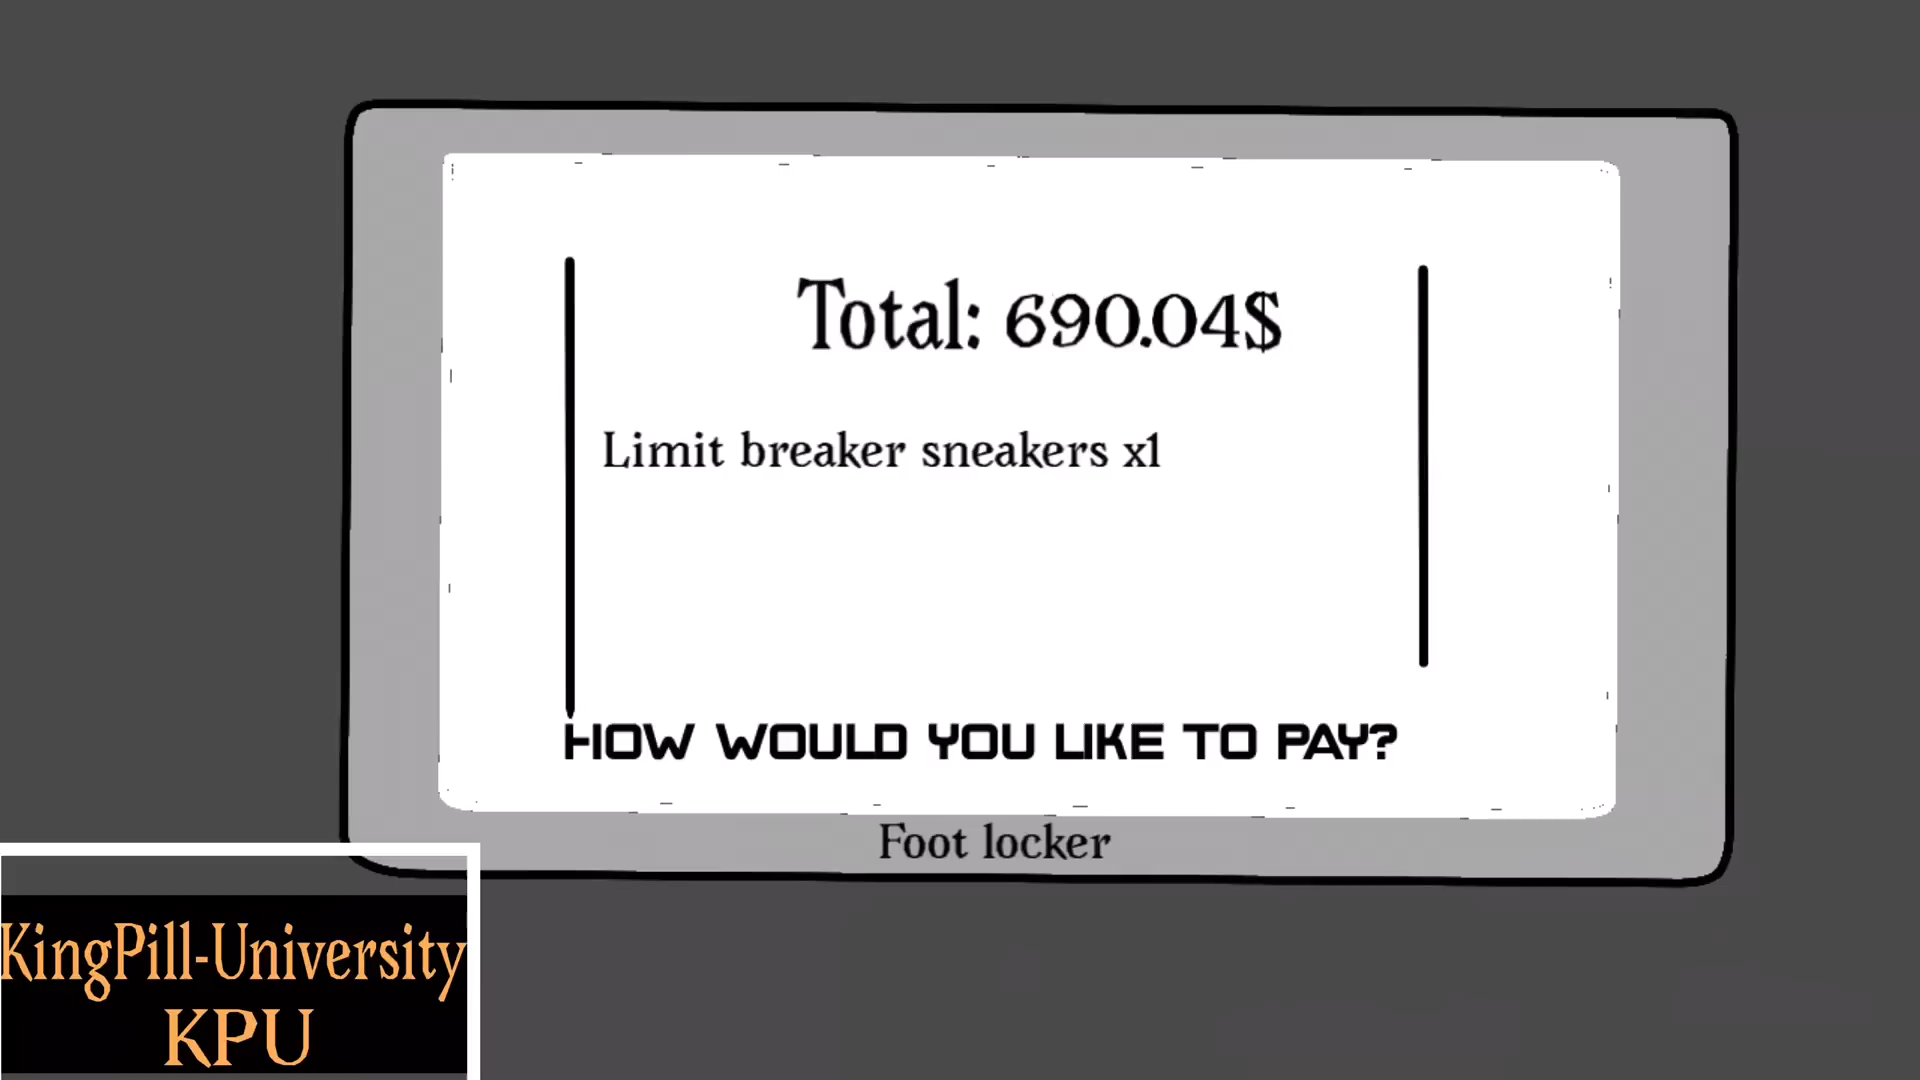 Total: 690.04$
Limit breaker sneakers x1
HOW WOULD YOU LIKE TO PAY?
Foot locker
KingPill-University
KPU